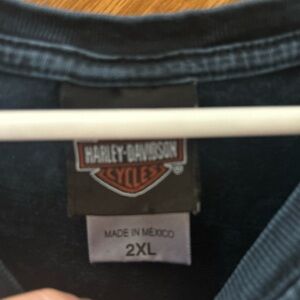 HARLEY-DAVIDSON
CYCLES
®
MADE IN MEXICO
2XL